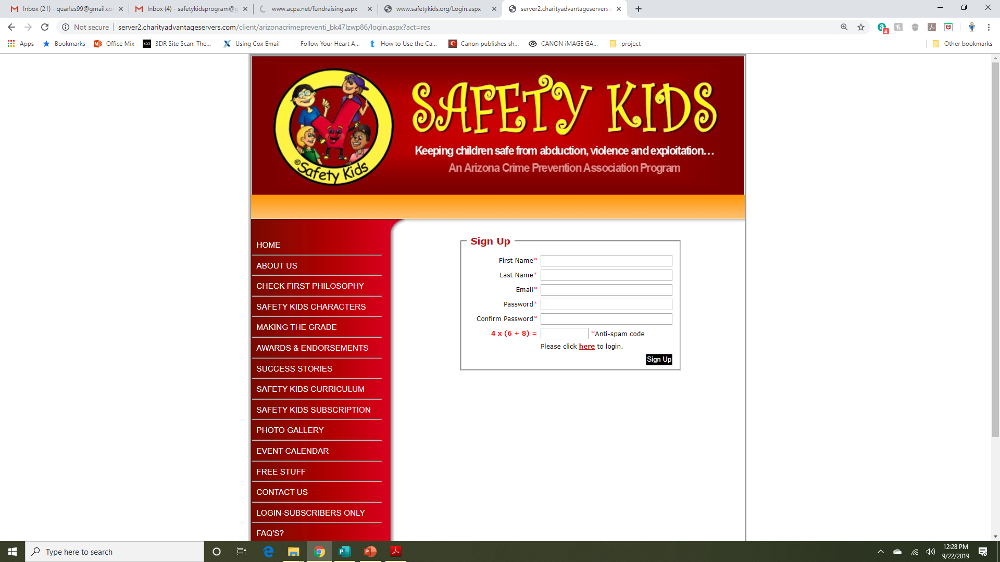 Inbox (21) - quarles99@gmail.co
Inbox (4) - safetykidsprogram@g
www.acpa.net/fundraising.aspx
www.safetykids.org/Login.aspx
server2.charityadvantageservers.c
Not secure
server2.charityadvantageservers.com/client/arizonacrimepreventi_bk47lzwp86/login.aspx?act=res
4
Apps
Bookmarks
Office Mix
3DR Site Scan: The...
Using Cox Email
Follow Your Heart A...
How to Use the Ca...
Canon publishes sh...
CANON iMAGE GA...
project
Other bookmarks
©Safety Kids
SAFETY KIDS
Keeping children safe from abduction, violence and exploitation...
An Arizona Crime Prevention Association Program
HOME
ABOUT US
CHECK FIRST PHILOSOPHY
SAFETY KIDS CHARACTERS
MAKING THE GRADE
AWARDS & ENDORSEMENTS
SUCCESS STORIES
SAFETY KIDS CURRICULUM
SAFETY KIDS SUBSCRIPTION
PHOTO GALLERY
EVENT CALENDAR
FREE STUFF
CONTACT US
LOGIN-SUBSCRIBERS ONLY
FAQ'S?
Sign Up
First Name*
Last Name*
Email*
Password*
Confirm Password*
4 x (6 + 8) =
*Anti-spam code
Please click here to login.
Sign Up
Type here to search
12:28 PM
9/22/2019